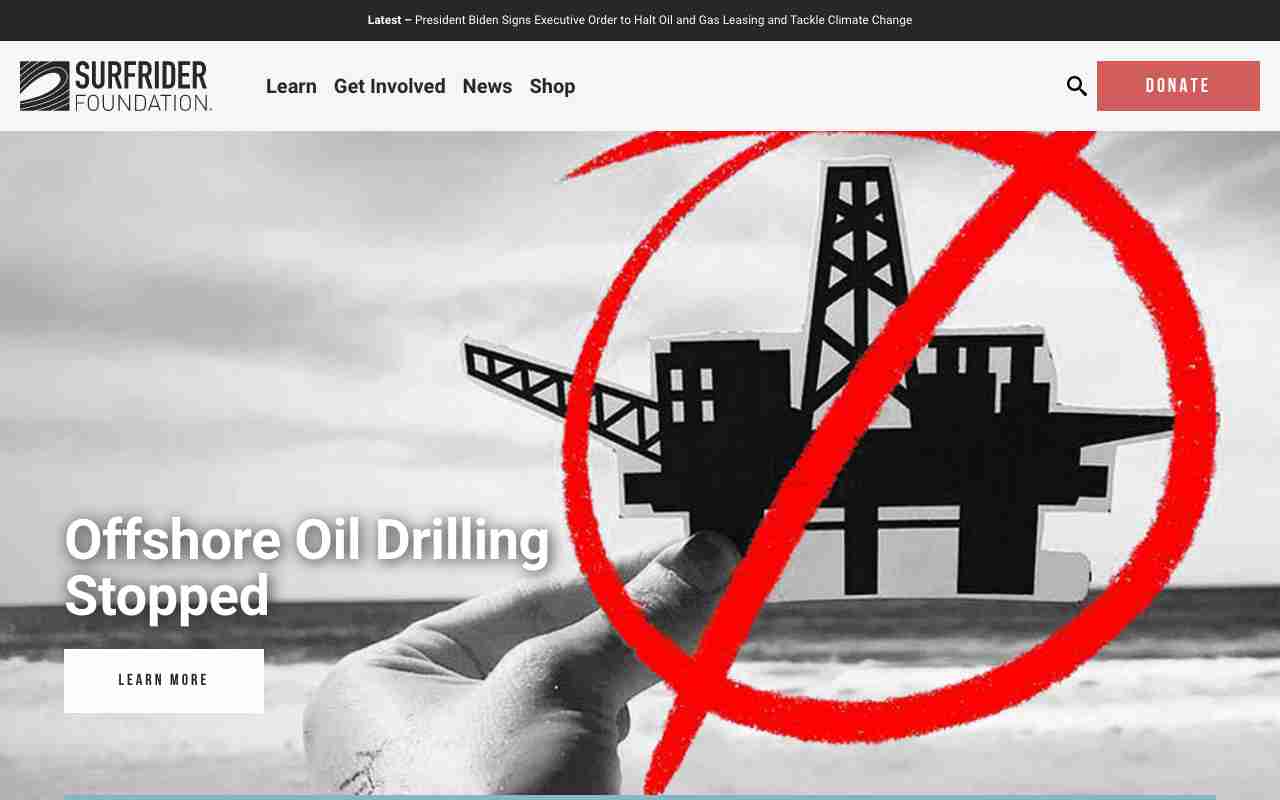 Latest – President Biden Signs Executive Order to Halt Oil and Gas Leasing and Tackle Climate Change
SURFRIDER
FOUNDATION.
Learn Get Involved News Shop
DONATE
Offshore Oil Drilling
Stopped
LEARN MORE